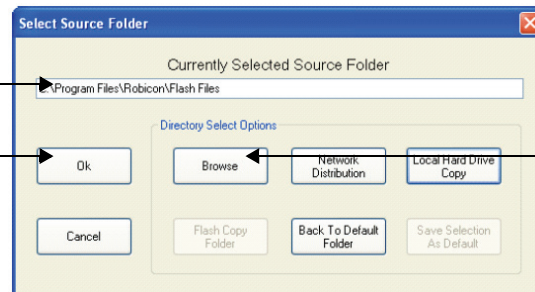 Select Source Folder
Currently Selected Source Folder
:\Program Files\Robicon\Flash Files
Directory Select Options
Ok
Browse
Network
Distribution
Local Hard Drive
Copy
Cancel
Flash Copy
Folder
Back To Default
Folder
Save Selection
As Default